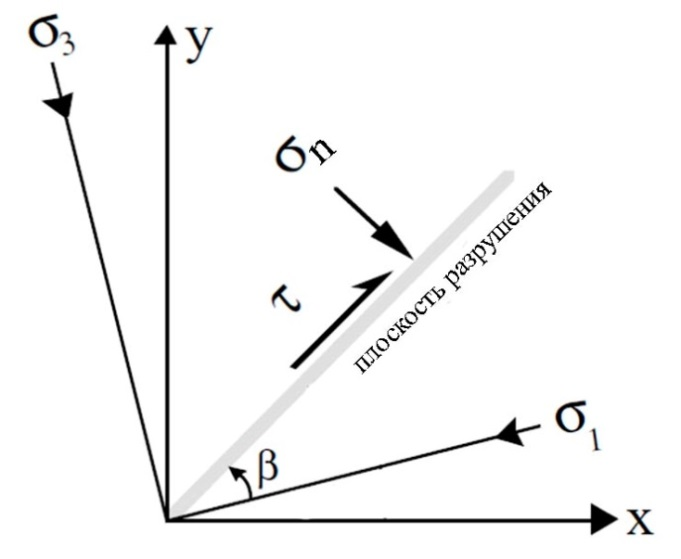 σ3
y
σn
τ
плоскость разрушения
β
σ1
x